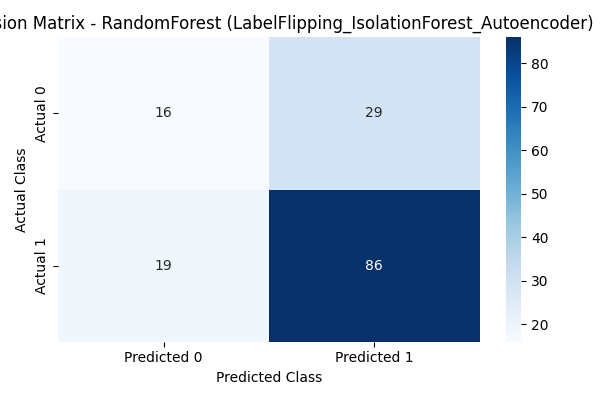 sion Matrix - RandomForest (LabelFlipping_IsolationForest_Autoencoder)
Actual 0
16
29
Actual 1
19
86
Actual Class
Predicted 0
Predicted 1
Predicted Class
80
70
60
50
40
30
20